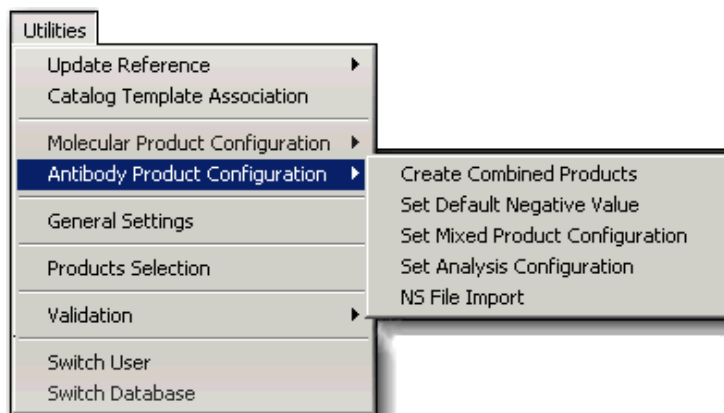 Utilities
Update Reference
Catalog Template Association
Molecular Product Configuration
Antibody Product Configuration
Create Combined Products
Set Default Negative Value
Set Mixed Product Configuration
Set Analysis Configuration
NS File Import
General Settings
Products Selection
Validation
Switch User
Switch Database